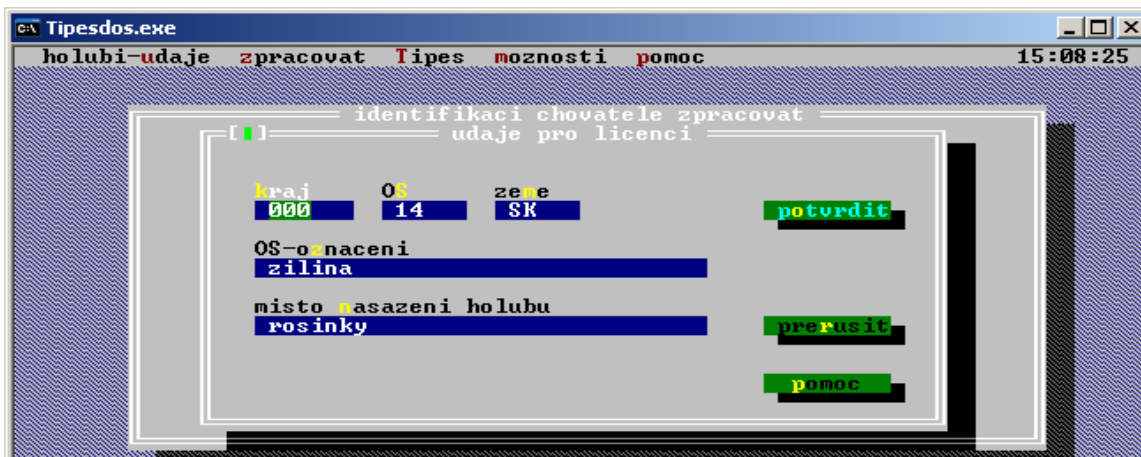 Tipesdos.exe
holubi-udaje zpracovat Tipes moznosti pomoc 15:08:25
identifikaci chovatele zpracovat
[ ] udaje pro licenci
kraj OS zeme
000 14 SK potvrdit
OS-oznaceni
zilina
misto nasazeni holubu
rosinky prerusit
pomoc